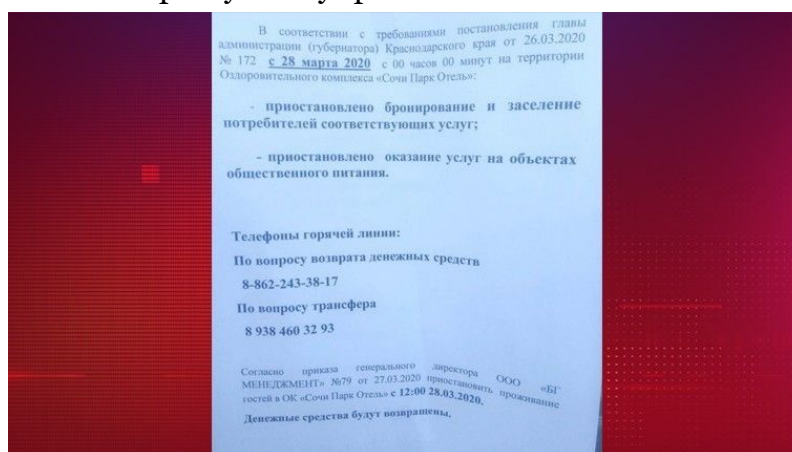 В соответствии с требованиями постановления главы
администрации (губернатора) Краснодарского края от 26.03.2020
№ 172 с 28 марта 2020 с 00 часов 00 минут на территории
Оздоровительного комплекса «Сочи Парк Отель»:
- приостановлено бронирование и заселение
потребителей соответствующих услуг;
- приостановлено оказание услуг на объектах
общественного питания.
Телефоны горячей линии:
По вопросу возврата денежных средств
8-862-243-38-17
По вопросу трансфера
8 938 460 32 93
Согласно приказа генерального директора ООО «БГ
МЕНЕДЖМЕНТ» №79 от 27.03.2020 приостановить проживание
гостей в ОК «Сочи Парк Отель» с 12:00 28.03.2020.
Денежные средства будут возвращены.